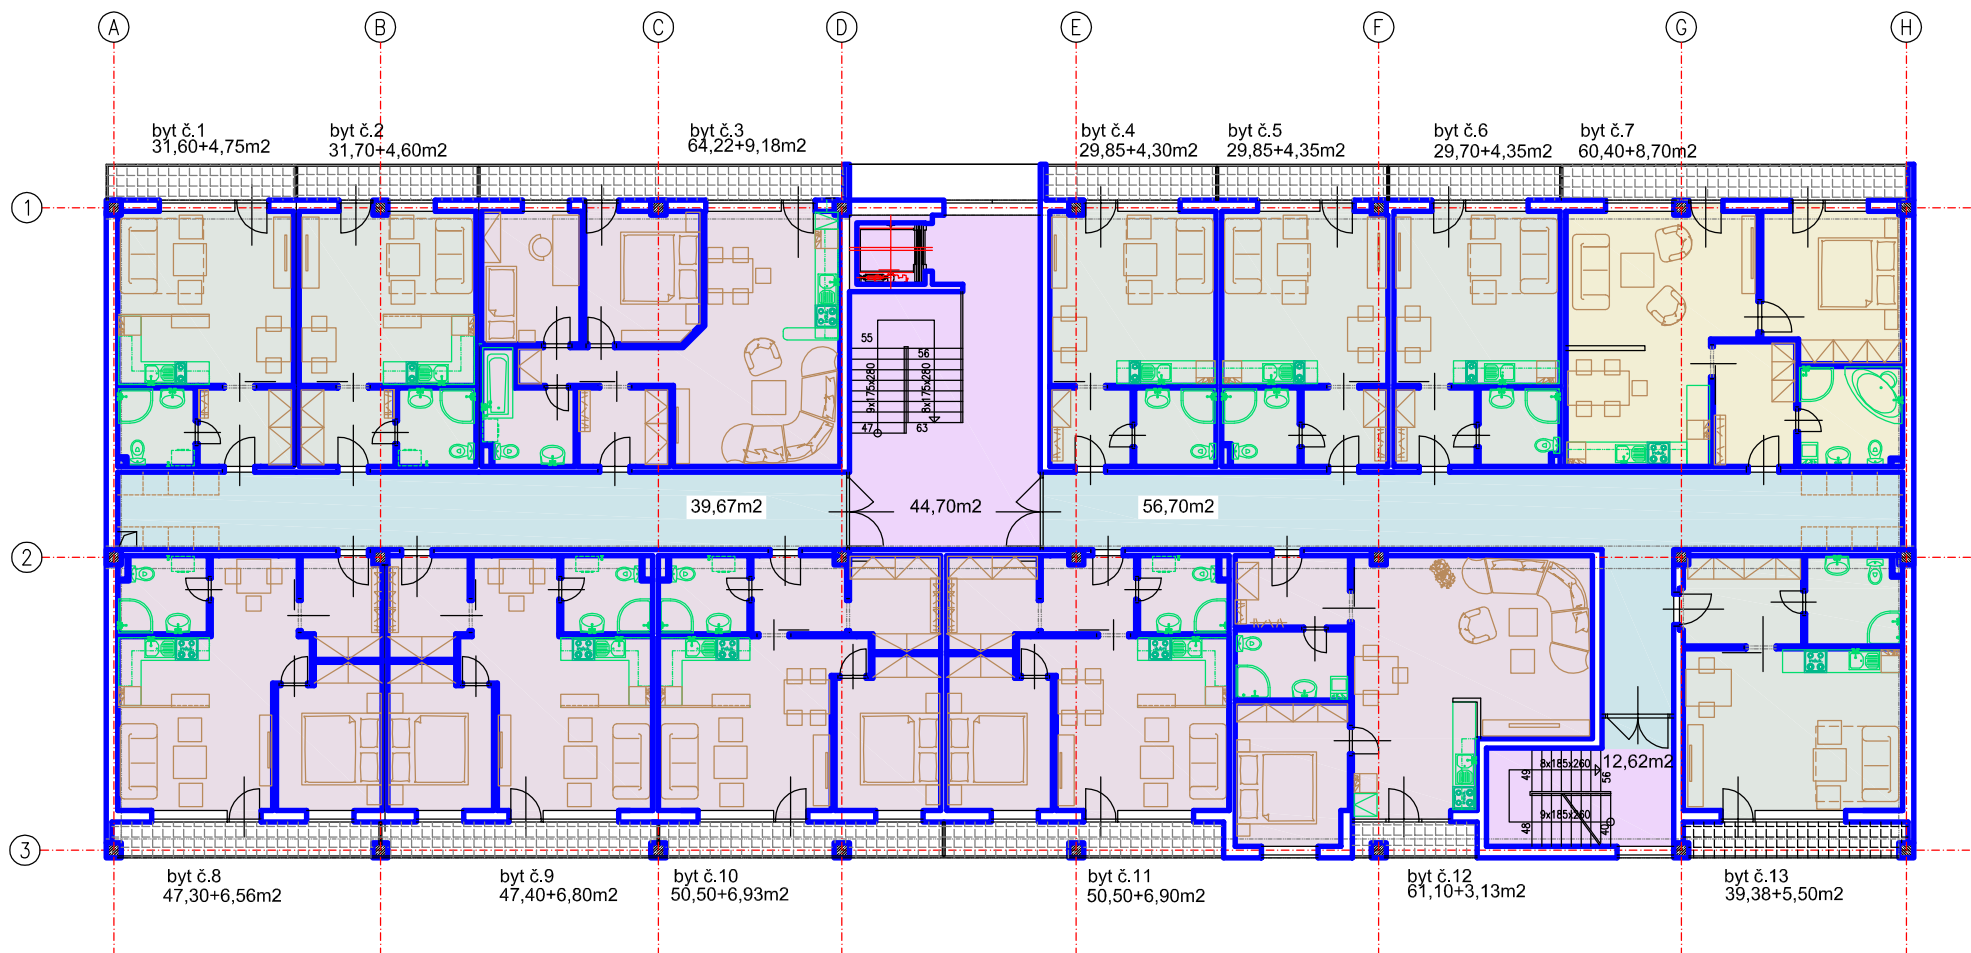 A B C D E F G H
byt č.1
31,60+4,75m2
byt č.2
31,70+4,60m2
byt č.3
64,22+9,18m2
byt č.4
29,85+4,30m2
byt č.5
29,85+4,35m2
byt č.6
29,70+4,35m2
byt č.7
60,40+8,70m2
1
55
56
9x175x280
8x175x280
47
63
39,67m2
44,70m2
56,70m2
2
49
8x185x260
56
12,62m2
48
9x185x260
40
3
byt č.8
47,30+6,56m2
byt č.9
47,40+6,80m2
byt č.10
50,50+6,93m2
byt č.11
50,50+6,90m2
byt č.12
61,10+3,13m2
byt č.13
39,38+5,50m2